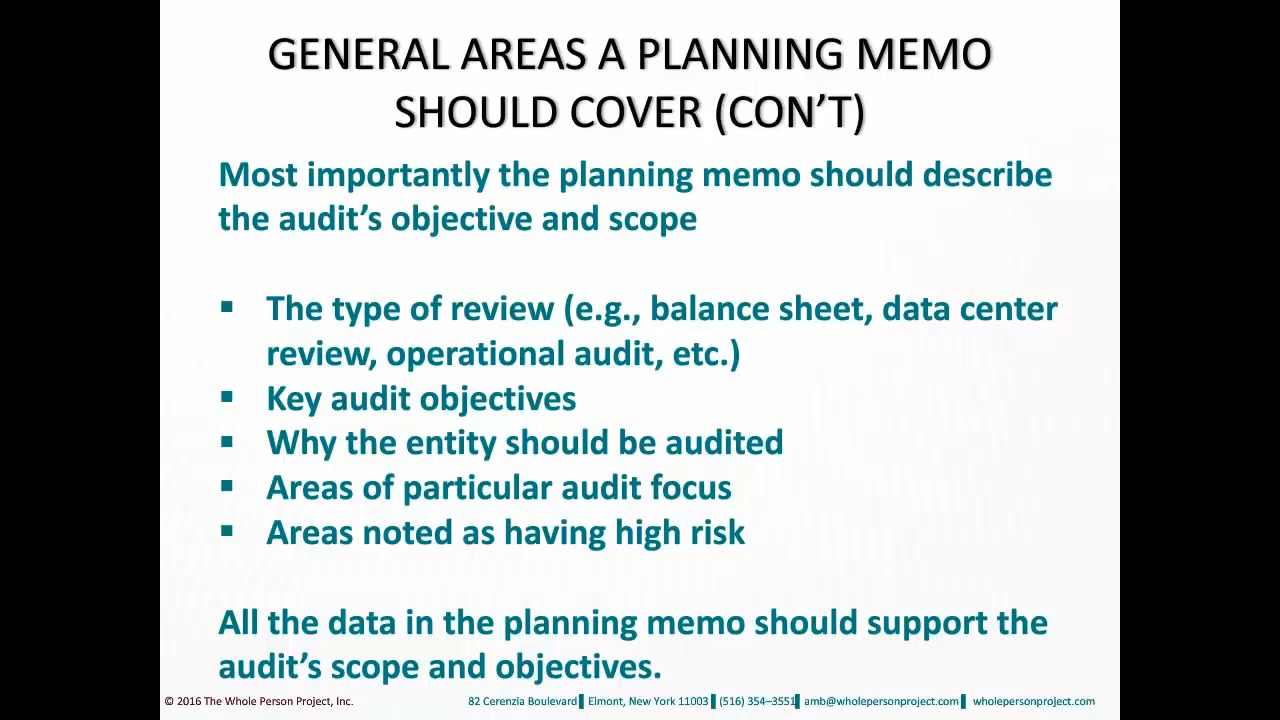 GENERAL AREAS A PLANNING MEMO
SHOULD COVER (CON’T)
Most importantly the planning memo should describe
the audit’s objective and scope
▪ The type of review (e.g., balance sheet, data center
review, operational audit, etc.)
▪ Key audit objectives
▪ Why the entity should be audited
▪ Areas of particular audit focus
▪ Areas noted as having high risk
All the data in the planning memo should support the
audit’s scope and objectives.
© 2016 The Whole Person Project, Inc. 82 Cerenzia Boulevard▐ Elmont, New York 11003▐ (516) 354–3551▐ amb@wholepersonproject.com▐ wholepersonproject.com